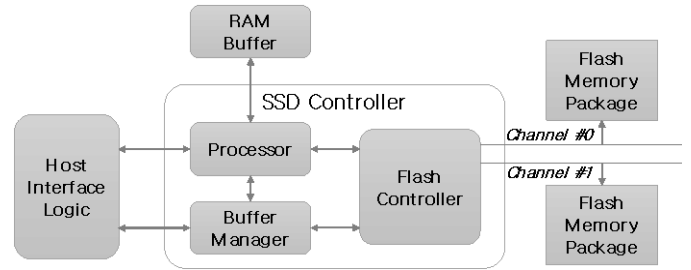 RAM
Buffer
SSD Controller
Host
Interface
Logic
Processor
Buffer
Manager
Flash
Controller
Channel #0
Channel #1
Flash
Memory
Package
Flash
Memory
Package